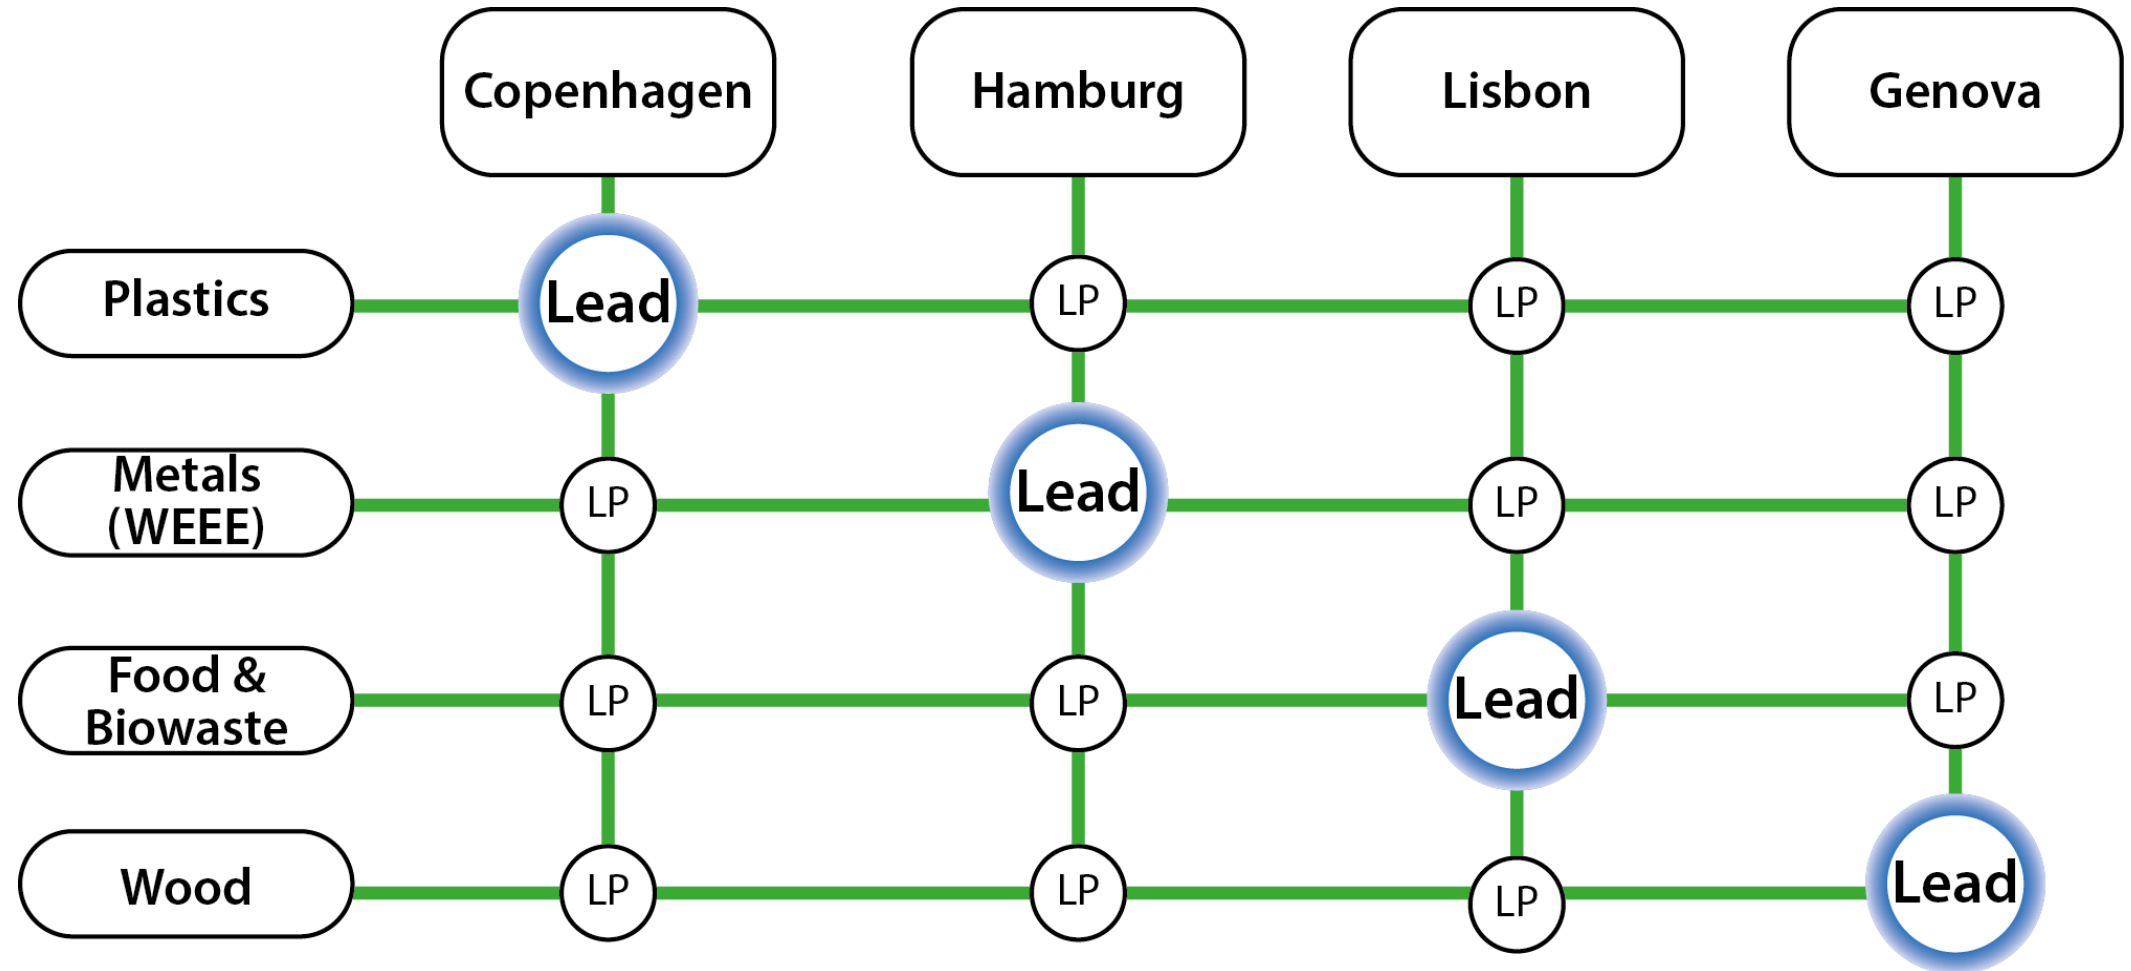 Copenhagen
Hamburg
Lisbon
Genova
Plastics
Lead
LP
LP
LP
Metals
(WEEE)
LP
Lead
LP
LP
Food &
Biowaste
LP
LP
Lead
LP
Wood
LP
LP
LP
Lead